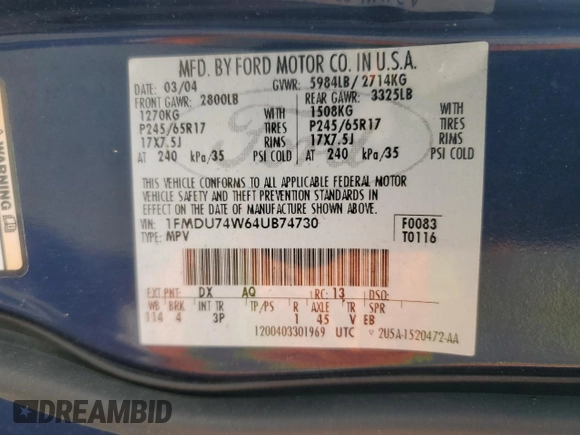 MFD. BY FORD MOTOR CO. IN U.S.A.
DATE: 03/04 GVWR: 5984LB/ 2714KG
FRONT GAWR: 2800LB REAR GAWR: 3325LB
1270KG WITH 1508KG WITH
P245/65R17 TIRES P245/65R17 TIRES
17X7.5J RIMS 17X7.5J RIMS
AT 240 kPa/35 PSI COLD AT 240 kPa/35 PSI COLD
THIS VEHICLE CONFORMS TO ALL APPLICABLE FEDERAL MOTOR
VEHICLE SAFETY AND THEFT PREVENTION STANDARDS IN
EFFECT ON THE DATE OF MANUFACTURE SHOWN ABOVE.
VIN: 1FMDU74W64UB74730 F0083
TYPE: MPV T0116
EXT PNT: DX AQ RC: 13 DSO:
WB BRK INT TR TP/PS R AXLE TR SPR
114 4 3P 1 45 V EB
1200403301969 UTC 2U5A-1520472-AA
WARNING
Ford
DREAMBID